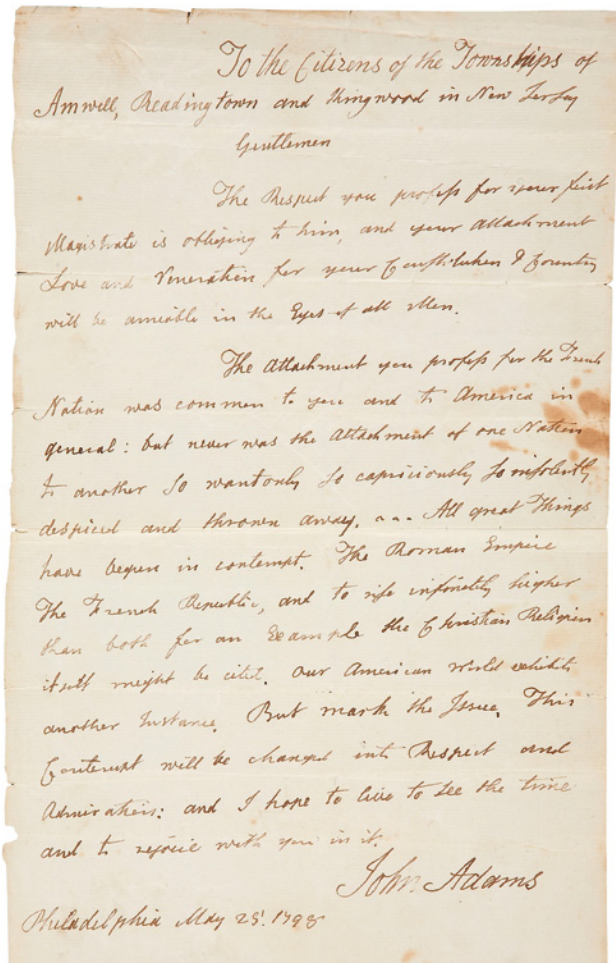 To the Citizens of the Townships of
Amwell, Readingtown and Kingwood in New Jersey
Gentlemen
The Respect you profess for your first
Magistrate is obliging to him, and your attachment
Love and Veneration for your Constitution & Country
will be amiable in the Eyes of all Men.
The Attachment you profess for the French
Nation was common to you and to America in
general: but never was the Attachment of one Nation
to another So wantonly So capriciously So insolently
despiced and thrown away. --- All great Things
have begun in contempt. The Roman Empire
The French Republic, and to rise infinitely higher
than both for an Example the Christian Religion
itself might be cited. Our American world exhibits
another Instance. But mark the Issue. This
Contempt will be changed into Respect and
Admiration: and I hope to live to see the time
and to rejoice with you in it.
John Adams
Philadelphia May 25. 1798